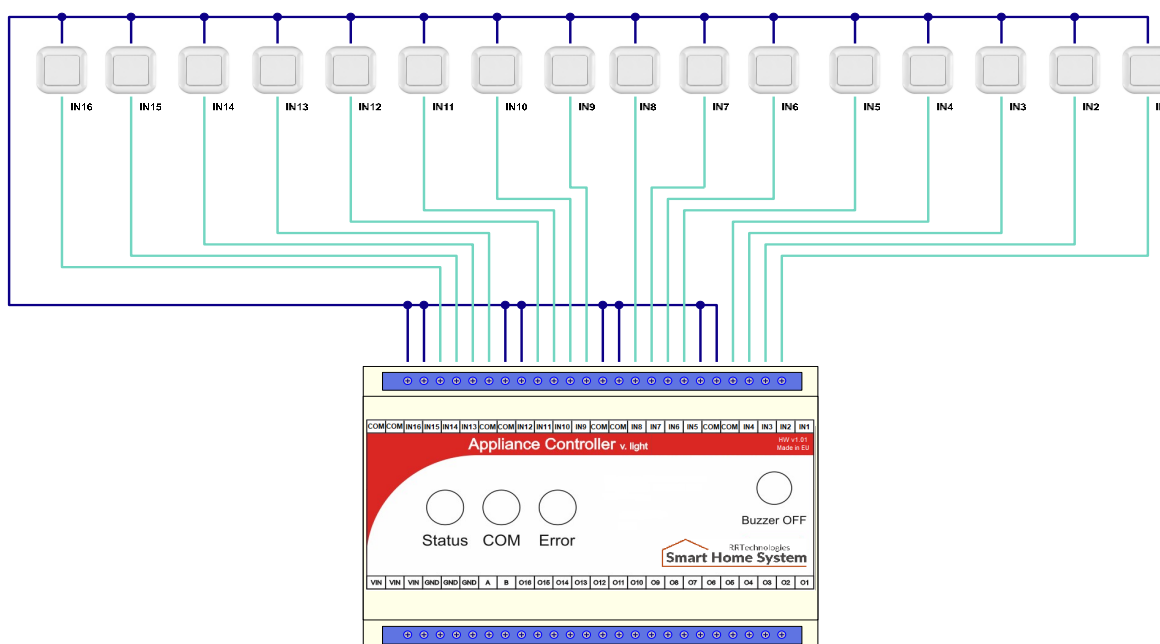 IN16 IN15 IN14 IN13 IN12 IN11 IN10 IN9 IN8 IN7 IN6 IN5 IN4 IN3 IN2
COM COM IN16 IN15 IN14 IN13 COM COM IN12 IN11 IN10 IN9 COM COM IN8 IN7 IN6 IN5 COM COM IN4 IN3 IN2 IN1
Appliance Controller v. light
HW v1.01
Made in EU
Buzzer OFF
Status COM Error
RRTechnologies
Smart Home System
VIN VIN VIN GND GND GND A B O16 O15 O14 O13 O12 O11 O10 O9 O8 O7 O6 O5 O4 O3 O2 O1